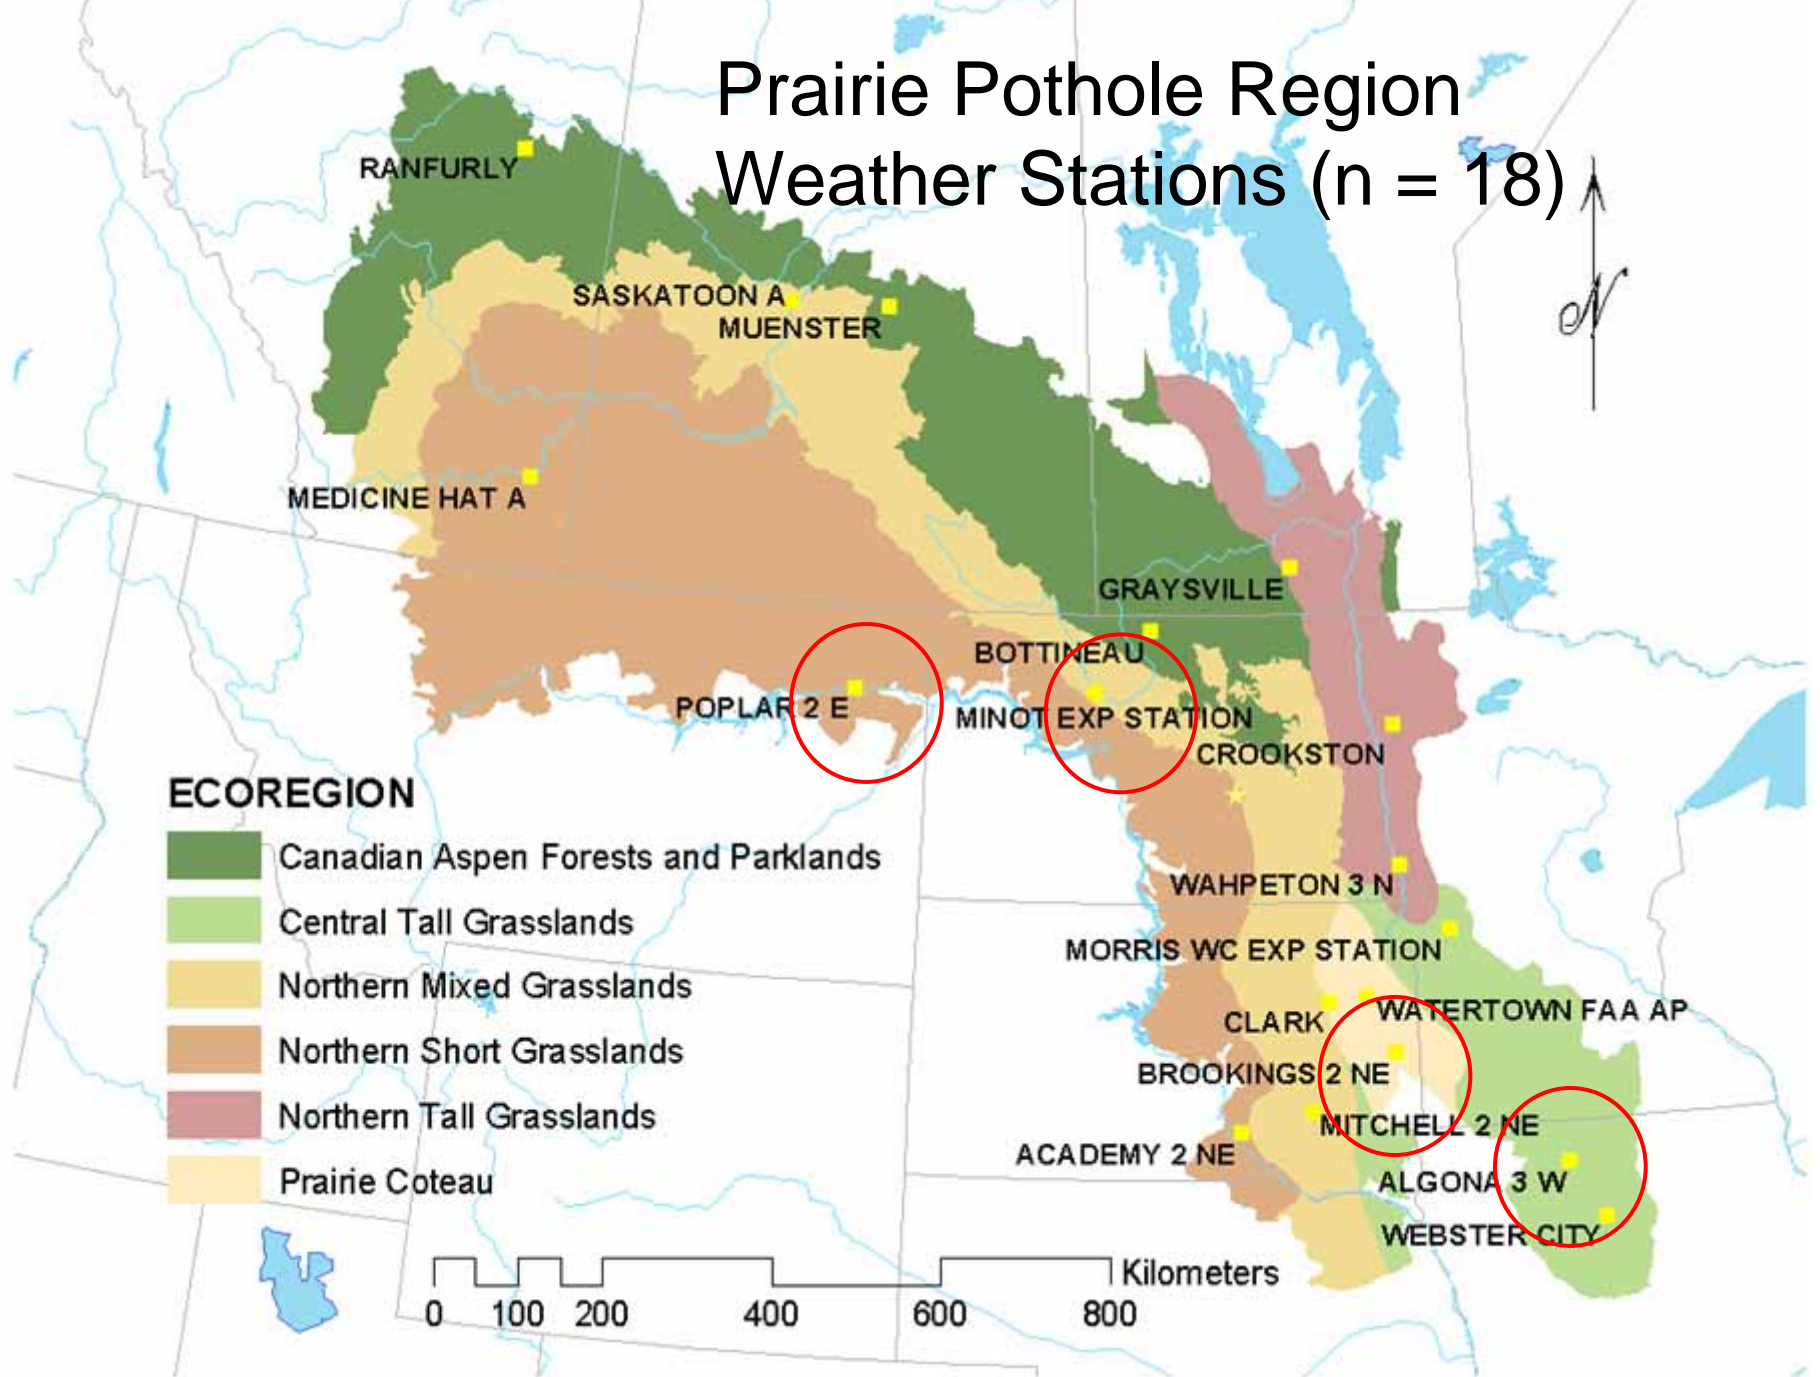 Prairie Pothole Region
Weather Stations (n = 18)
RANFURLY
N
SASKATOON A
MUENSTER
MEDICINE HAT A
GRAYSVILLE
BOTTINEAU
POPLAR 2 E
MINOT EXP STATION
CROOKSTON
ECOREGION
Canadian Aspen Forests and Parklands
Central Tall Grasslands
Northern Mixed Grasslands
Northern Short Grasslands
Northern Tall Grasslands
Prairie Coteau
WAHPETON 3 N
MORRIS WC EXP STATION
WATERTOWN FAA AP
CLARK
BROOKINGS 2 NE
MITCHELL 2 NE
ACADEMY 2 NE
ALGONA 3 W
WEBSTER CITY
Kilometers
0 100 200 400 600 800